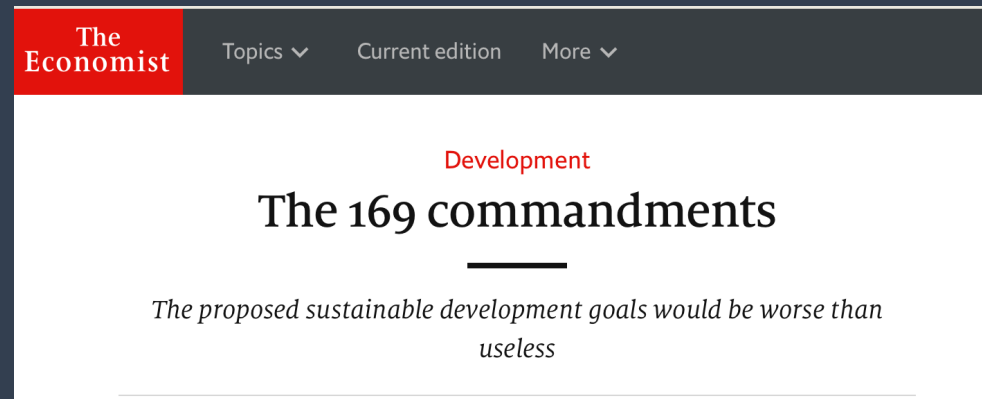 The
Economist
Topics
Current edition
More
Development
The 169 commandments
The proposed sustainable development goals would be worse than
useless